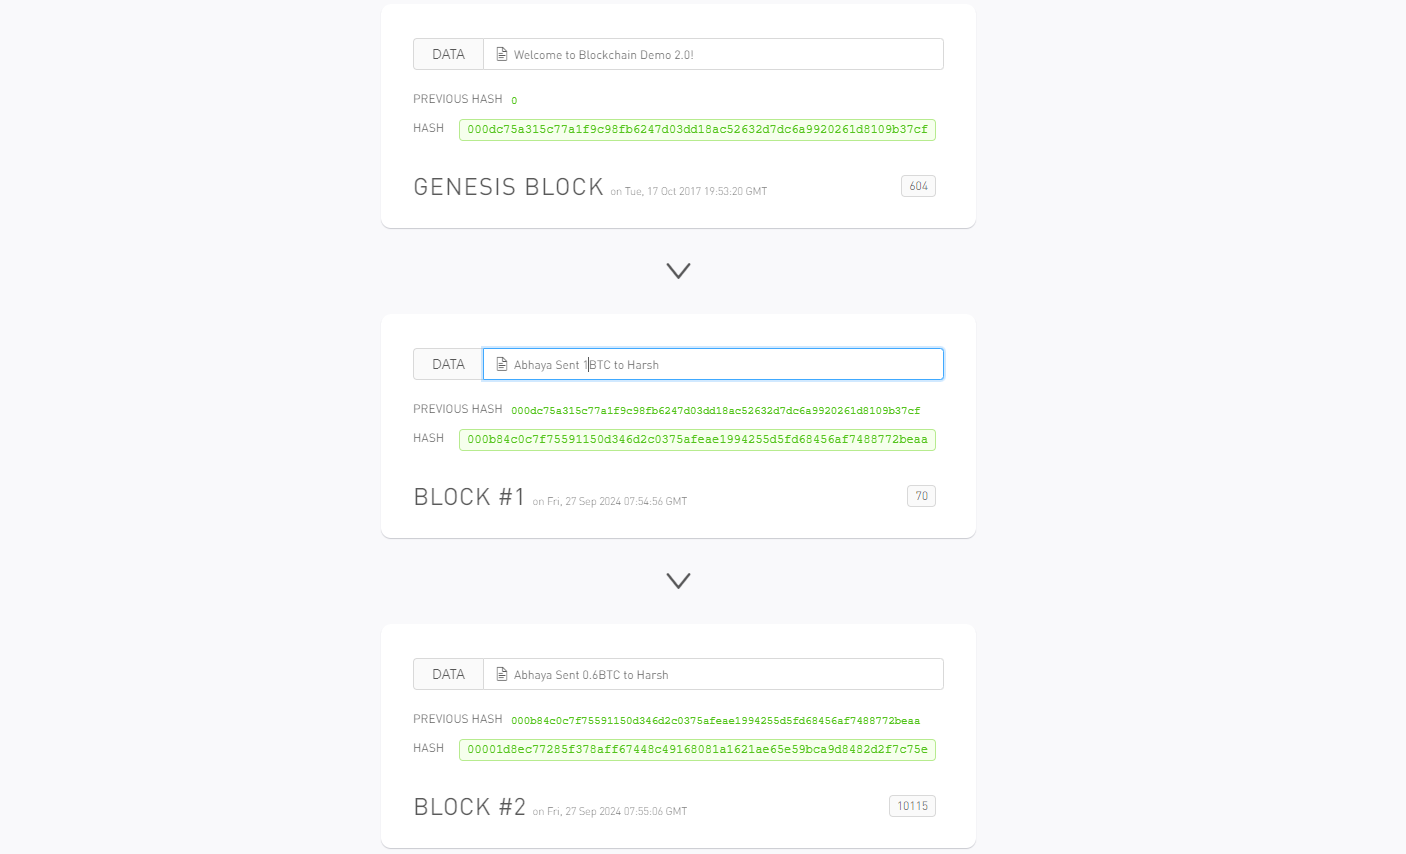 DATA Welcome to Blockchain Demo 2.0!
PREVIOUS HASH 0
HASH 000dc75a315c77a1f9c98fb6247d03dd18ac52632d7dc6a9920261d8109b37cf
GENESIS BLOCK on Tue, 17 Oct 2017 19:53:20 GMT 604
DATA Abhaya Sent 1BTC to Harsh
PREVIOUS HASH 000dc75a315c77a1f9c98fb6247d03dd18ac52632d7dc6a9920261d8109b37cf
HASH 000b84c0c7f75591150d346d2c0375afeae1994255d5fd68456af7488772beaa
BLOCK #1 on Fri, 27 Sep 2024 07:54:56 GMT 70
DATA Abhaya Sent 0.6BTC to Harsh
PREVIOUS HASH 000b84c0c7f75591150d346d2c0375afeae1994255d5fd68456af7488772beaa
HASH 00001d8ec77285f378aff67448c49168081a1621ae65e59bca9d8482d2f7c75e
BLOCK #2 on Fri, 27 Sep 2024 07:55:06 GMT 10115